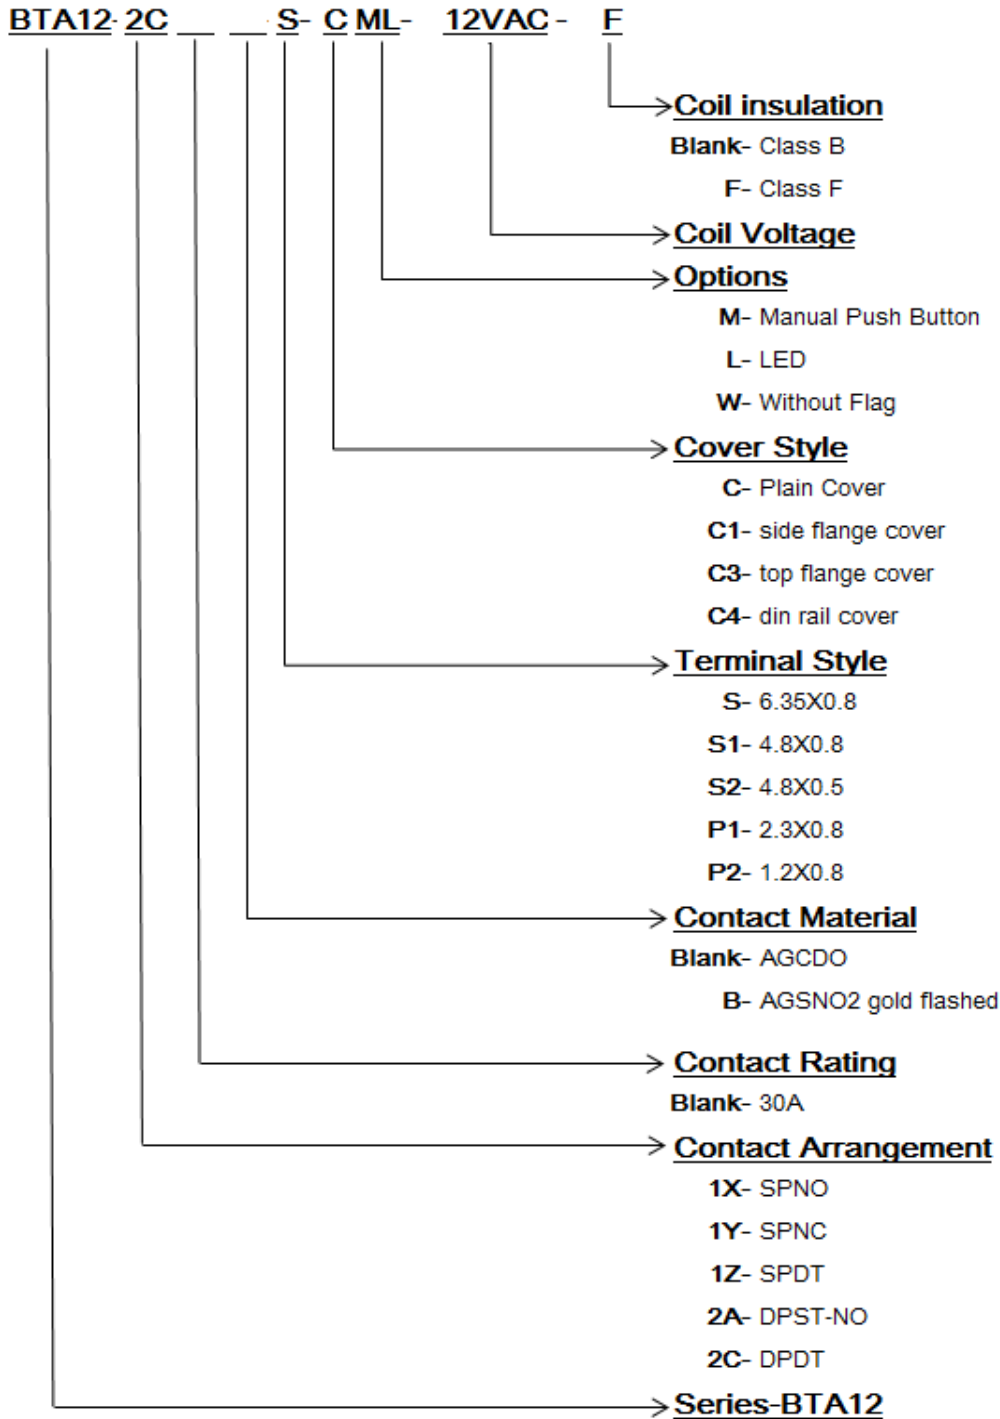 BTA12-2C __ __ S- C ML- 12VAC - F
Coil insulation
Blank- Class B
F- Class F
Coil Voltage
Options
M- Manual Push Button
L- LED
W- Without Flag
Cover Style
C- Plain Cover
C1- side flange cover
C3- top flange cover
C4- din rail cover
Terminal Style
S- 6.35X0.8
S1- 4.8X0.8
S2- 4.8X0.5
P1- 2.3X0.8
P2- 1.2X0.8
Contact Material
Blank- AGCDO
B- AGSNO2 gold flashed
Contact Rating
Blank- 30A
Contact Arrangement
1X- SPNO
1Y- SPNC
1Z- SPDT
2A- DPST-NO
2C- DPDT
Series-BTA12